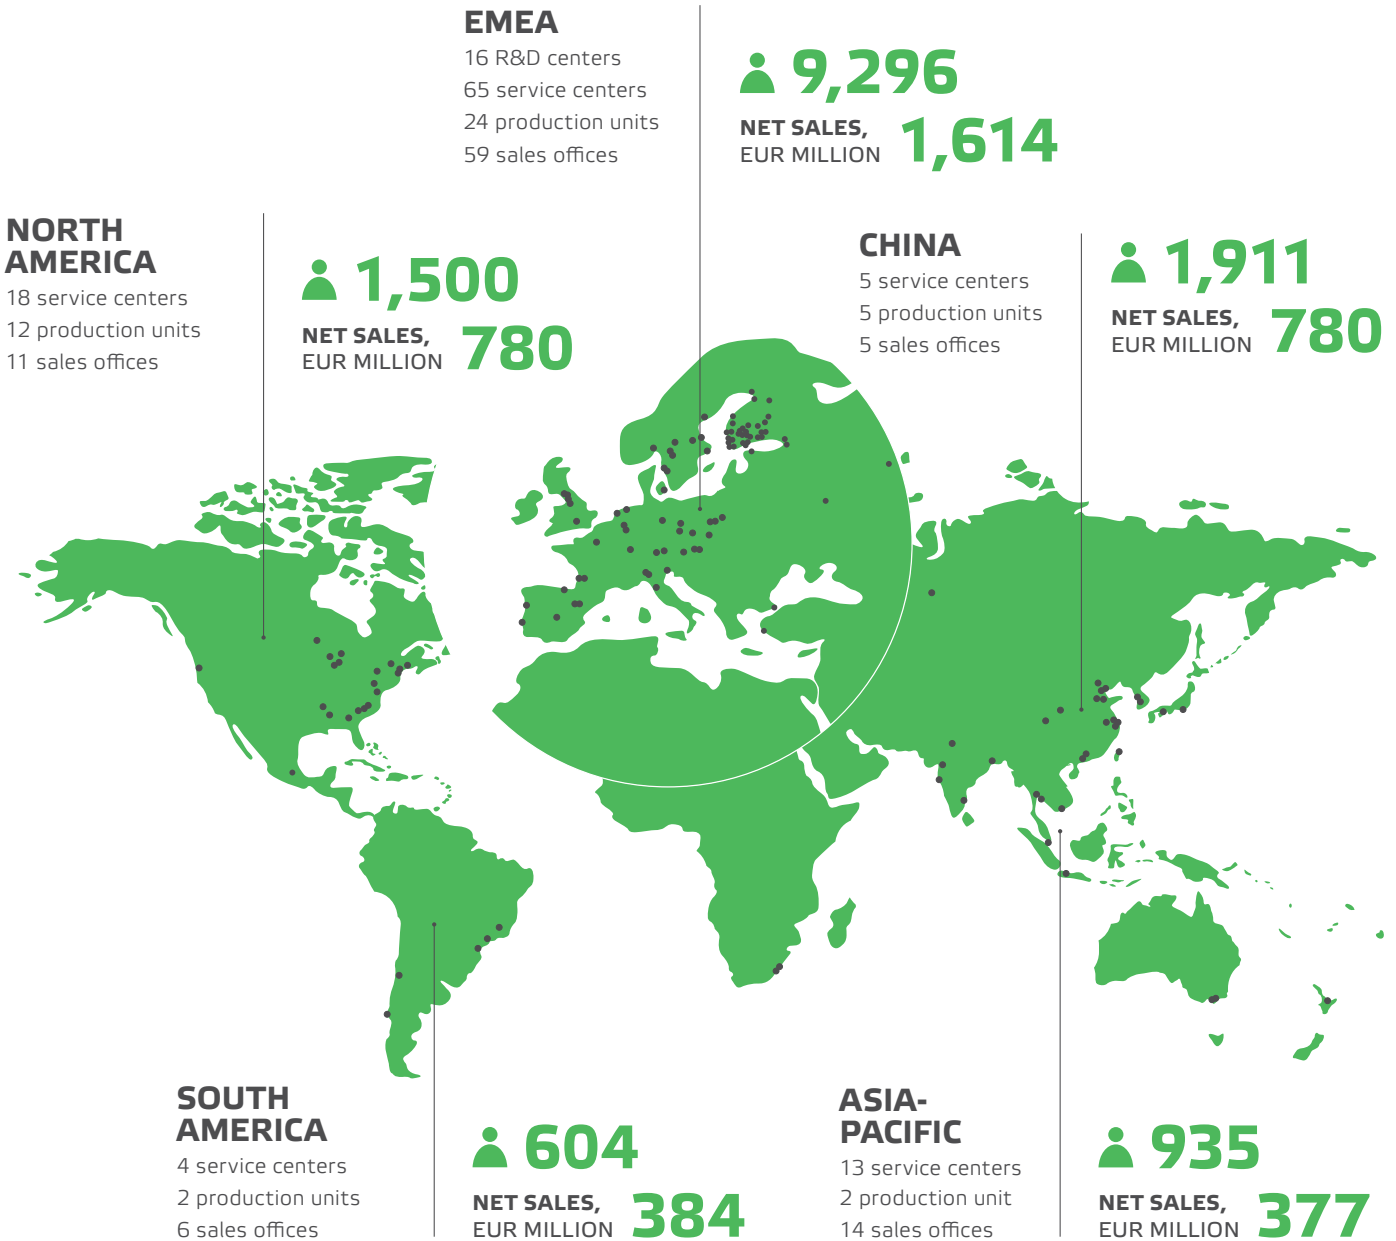 EMEA
16 R&D centers
65 service centers
24 production units
59 sales offices
9,296
NET SALES,
EUR MILLION
1,614
NORTH
AMERICA
18 service centers
12 production units
11 sales offices
1,500
NET SALES,
EUR MILLION
780
CHINA
5 service centers
5 production units
5 sales offices
1,911
NET SALES,
EUR MILLION
780
SOUTH
AMERICA
4 service centers
2 production units
6 sales offices
604
NET SALES,
EUR MILLION
384
ASIA-
PACIFIC
13 service centers
2 production unit
14 sales offices
935
NET SALES,
EUR MILLION
377